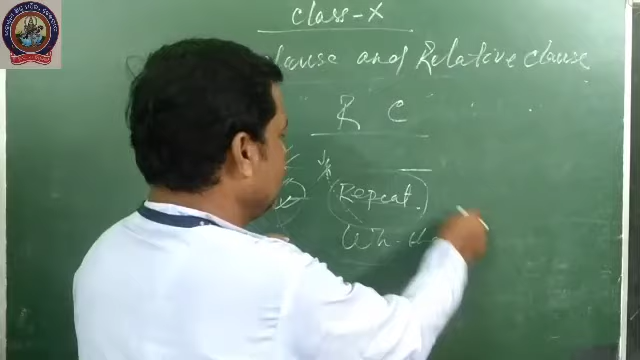 class-X
lause and Relative clause
R C
(Repeat.)
Wh-